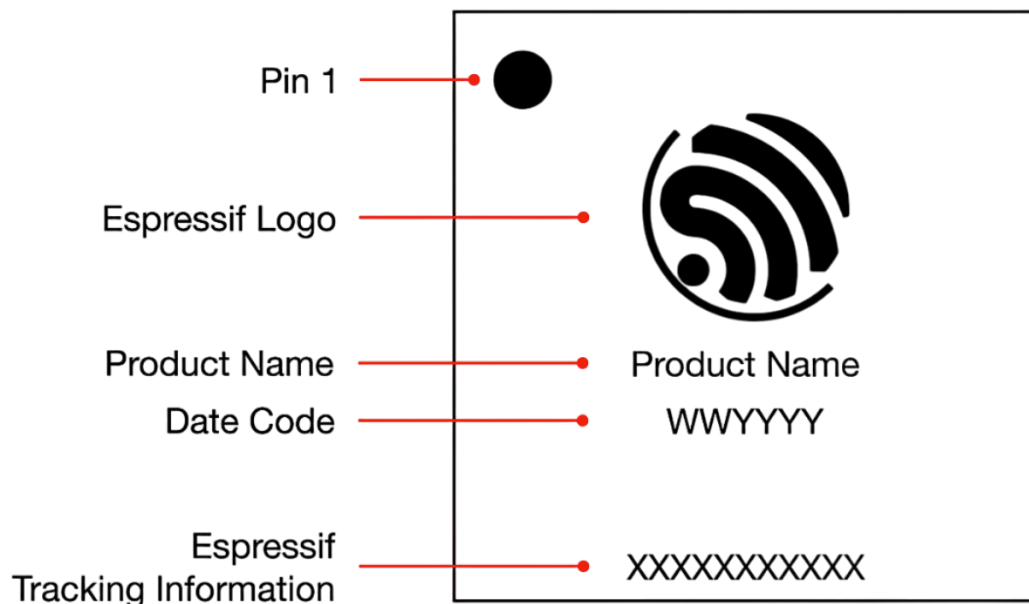 Pin 1
Espressif Logo
Product Name Product Name
Date Code WWYYYY
Espressif
Tracking Information XXXXXXXXXXX